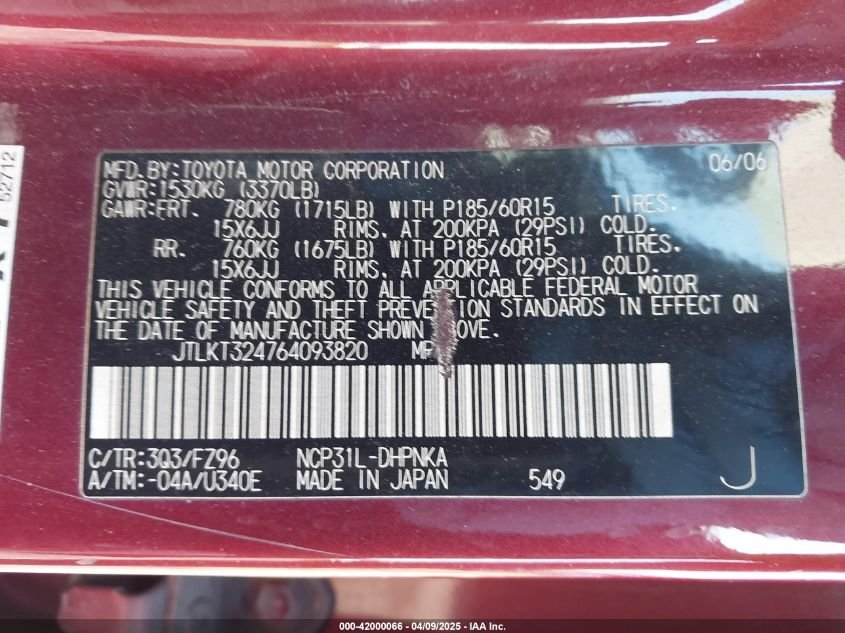 MFD.BY:TOYOTA MOTOR CORPORATION 06/06
GVWR:1530KG (3370LB)
GAWR:FRT. 780KG (1715LB) WITH P185/60R15 TIRES.
15X6JJ RIMS, AT 200KPA (29PSI) COLD.
RR. 760KG (1675LB) WITH P185/60R15 TIRES.
15X6JJ RIMS, AT 200KPA (29PSI) COLD.
THIS VEHICLE CONFORMS TO ALL APPLICABLE FEDERAL MOTOR
VEHICLE SAFETY AND THEFT PREVENTION STANDARDS IN EFFECT ON
THE DATE OF MANUFACTURE SHOWN ABOVE.
JTLKT324764093820
C/TR:3Q3/FZ96 NCP31L-DHPNKA
A/TM:-04A/U340E MADE IN JAPAN 549 J
52712
000-42000066 - 04/09/2025 - IAA Inc.